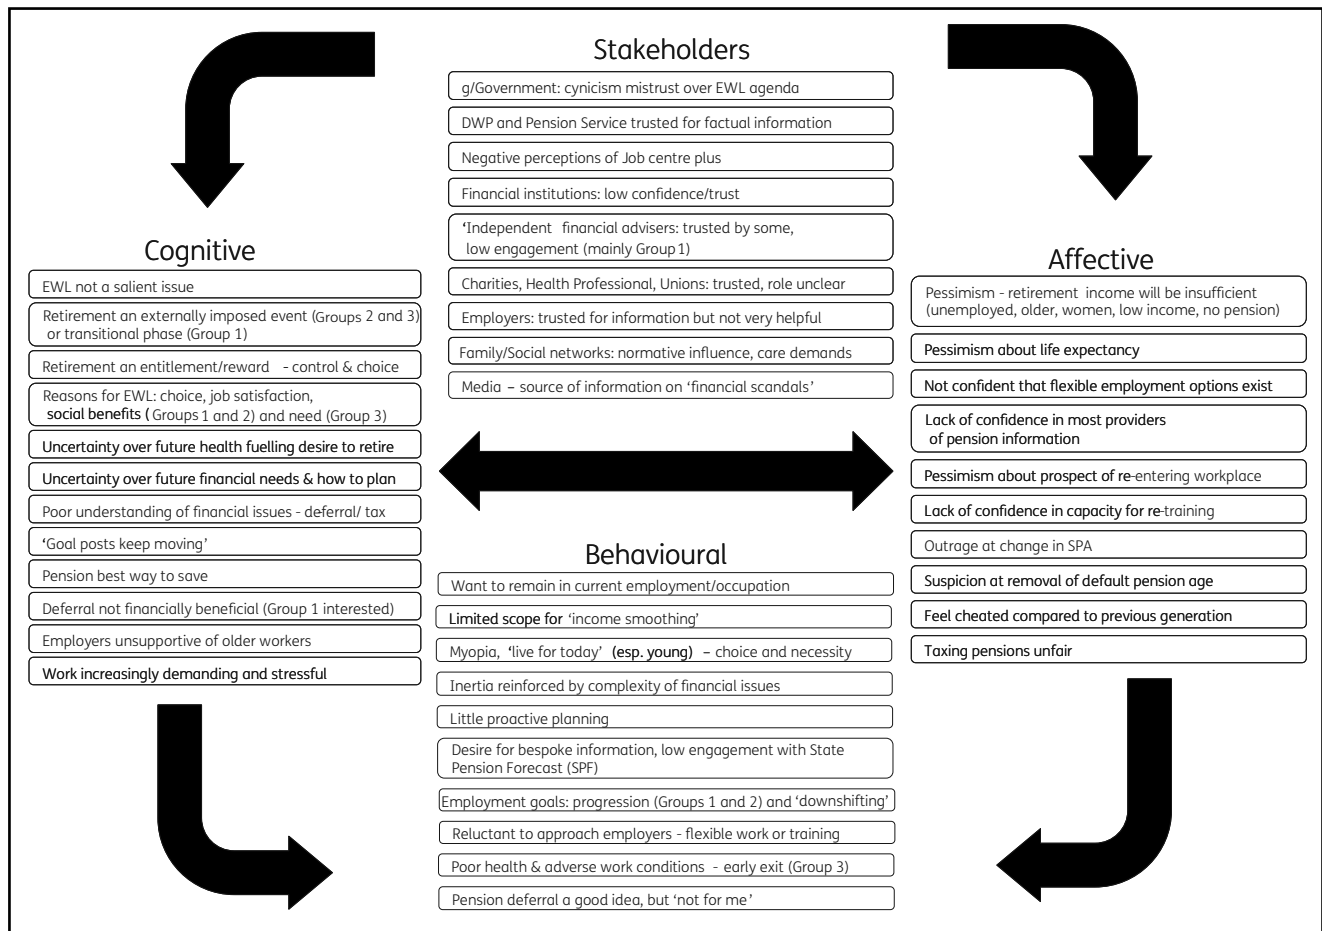 Stakeholders
g/Government: cynicism mistrust over EWL agenda
DWP and Pension Service trusted for factual information
Negative perceptions of Job centre plus
Financial institutions: low confidence/trust
‘Independent financial advisers: trusted by some,
low engagement (mainly Group 1)
Charities, Health Professional, Unions: trusted, role unclear
Employers: trusted for information but not very helpful
Family/Social networks: normative influence, care demands
Media – source of information on ‘financial scandals’
Cognitive
EWL not a salient issue
Retirement an externally imposed event (Groups 2 and 3)
or transitional phase (Group 1)
Retirement an entitlement/reward - control & choice
Reasons for EWL: choice, job satisfaction,
social benefits (Groups 1 and 2) and need (Group 3)
Uncertainty over future health fuelling desire to retire
Uncertainty over future financial needs & how to plan
Poor understanding of financial issues - deferral/ tax
‘Goal posts keep moving’
Pension best way to save
Deferral not financially beneficial (Group 1 interested)
Employers unsupportive of older workers
Work increasingly demanding and stressful
Affective
Pessimism - retirement income will be insufficient
(unemployed, older, women, low income, no pension)
Pessimism about life expectancy
Not confident that flexible employment options exist
Lack of confidence in most providers
of pension information
Pessimism about prospect of re-entering workplace
Lack of confidence in capacity for re-training
Outrage at change in SPA
Suspicion at removal of default pension age
Feel cheated compared to previous generation
Taxing pensions unfair
Behavioural
Want to remain in current employment/occupation
Limited scope for ‘income smoothing’
Myopia, ‘live for today’ (esp. young) – choice and necessity
Inertia reinforced by complexity of financial issues
Little proactive planning
Desire for bespoke information, low engagement with State
Pension Forecast (SPF)
Employment goals: progression (Groups 1 and 2) and ‘downshifting’
Reluctant to approach employers - flexible work or training
Poor health & adverse work conditions - early exit (Group 3)
Pension deferral a good idea, but ‘not for me’